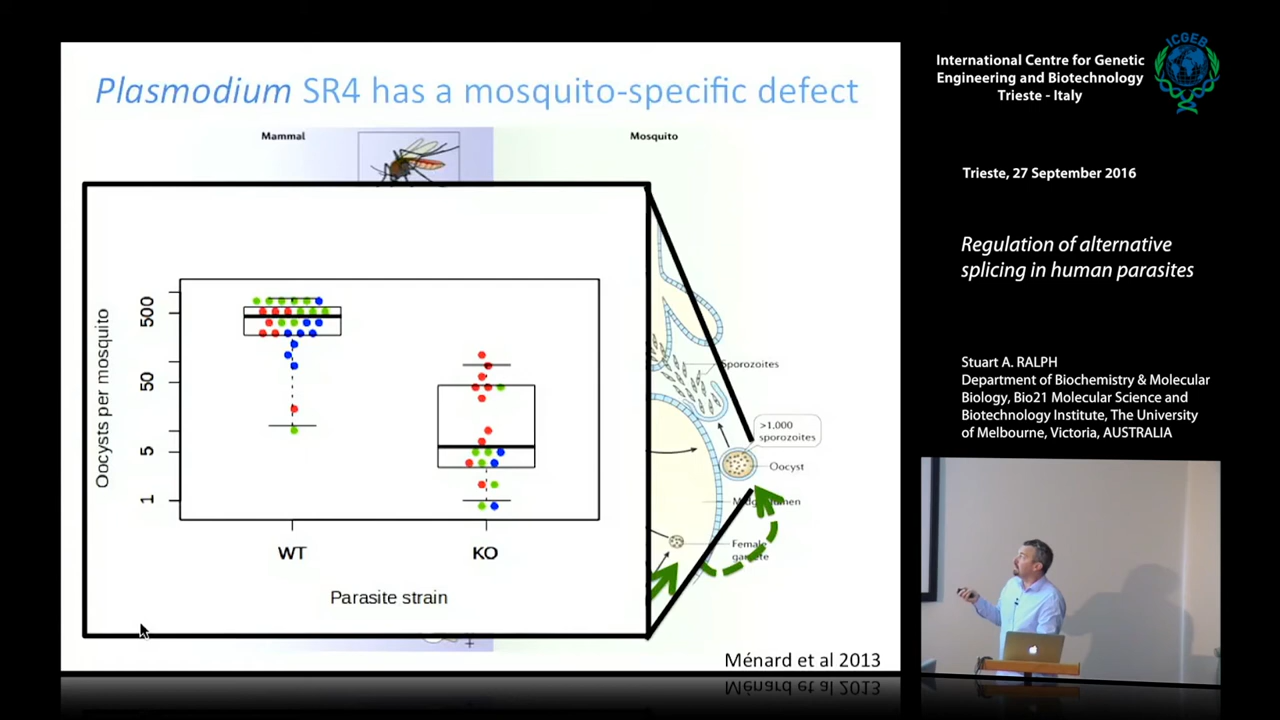 Plasmodium SR4 has a mosquito-specific defect
Mammal
Mosquito
Oocysts per mosquito
500
50
5
1
WT
KO
Parasite strain
Sporozoites
>1,000
sporozoites
Oocyst
Female
Ménard et al 2013
ICGEB
International Centre for Genetic
Engineering and Biotechnology
Trieste - Italy
Trieste, 27 September 2016
Regulation of alternative
splicing in human parasites
Stuart A. RALPH
Department of Biochemistry & Molecular
Biology, Bio21 Molecular Science and
Biotechnology Institute, The University
of Melbourne, Victoria, AUSTRALIA